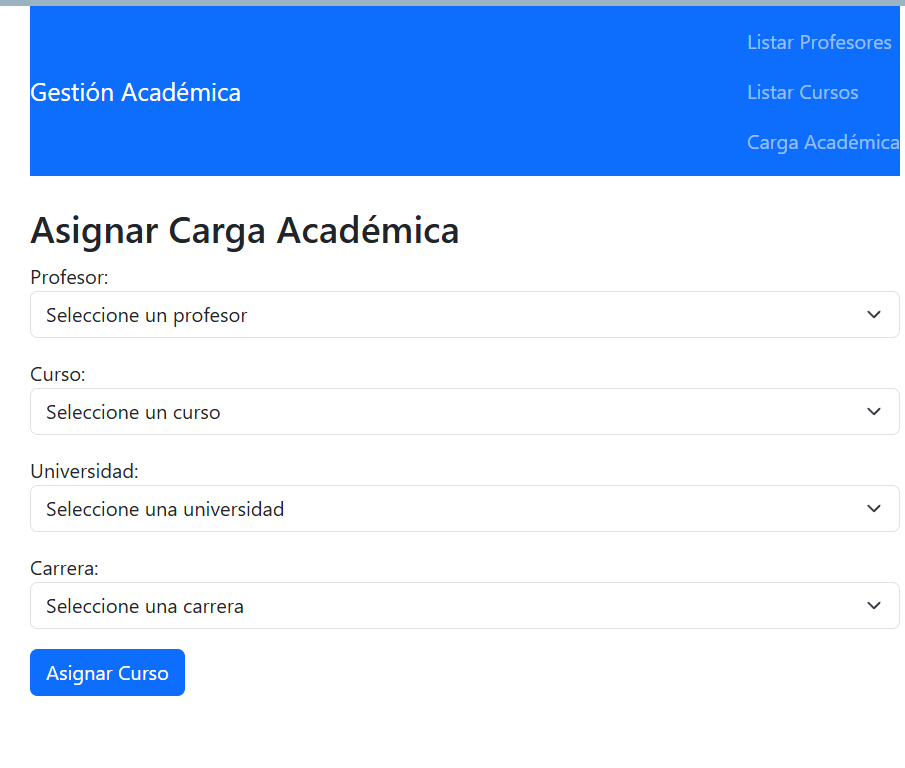 Listar Profesores
Gestión Académica
Listar Cursos
Carga Académica
Asignar Carga Académica
Profesor:
Seleccione un profesor
Curso:
Seleccione un curso
Universidad:
Seleccione una universidad
Carrera:
Seleccione una carrera
Asignar Curso